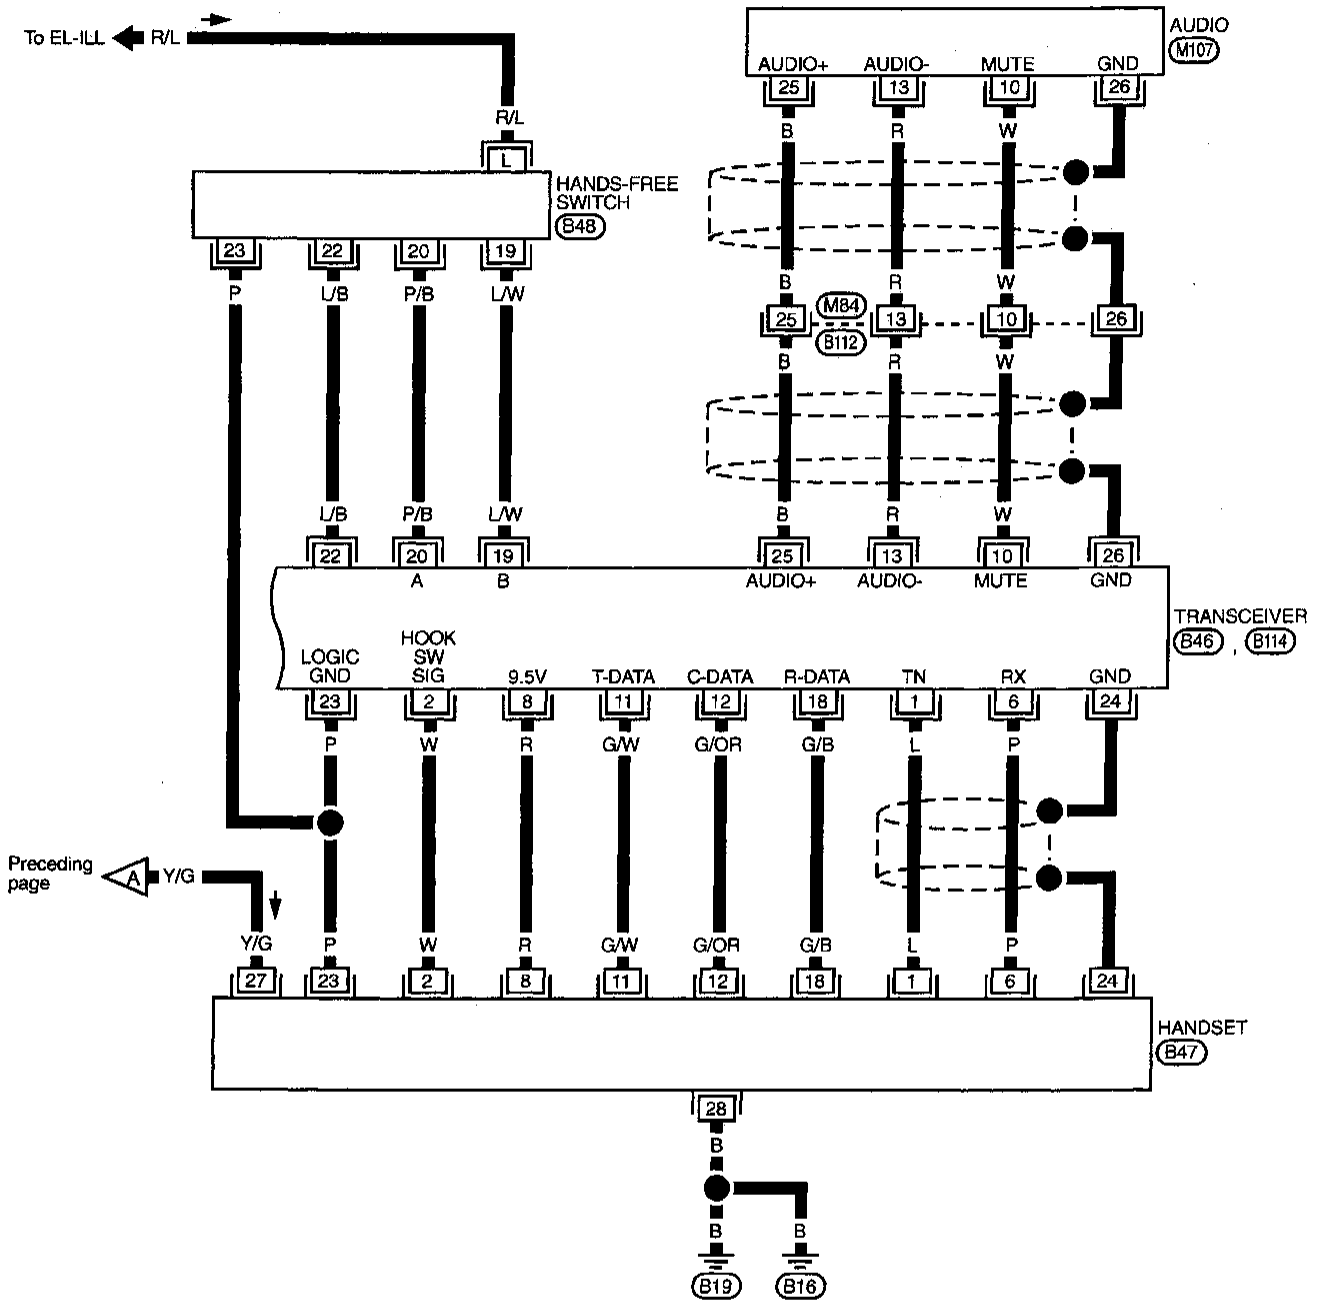 To EL-ILL R/L
AUDIO
M107
AUDIO+ AUDIO- MUTE GND
25 13 10 26
B R W
R/L
L
HANDS-FREE
SWITCH
B48
23 22 20 19
P L/B P/B L/W
B R W
M84
25 13 10 26
B112
B R W
L/B P/B L/W B R W
22 20 19 25 13 10 26
A B AUDIO+ AUDIO- MUTE GND
TRANSCEIVER
B46 , B114
HOOK
LOGIC SW
GND SIG 9.5V T-DATA C-DATA R-DATA TN RX GND
23 2 8 11 12 18 1 6 24
P W R G/W G/OR G/B L P
Preceding
page
A Y/G
Y/G P W R G/W G/OR G/B L P
27 23 2 8 11 12 18 1 6 24
HANDSET
B47
28
B
B B
B19 B16